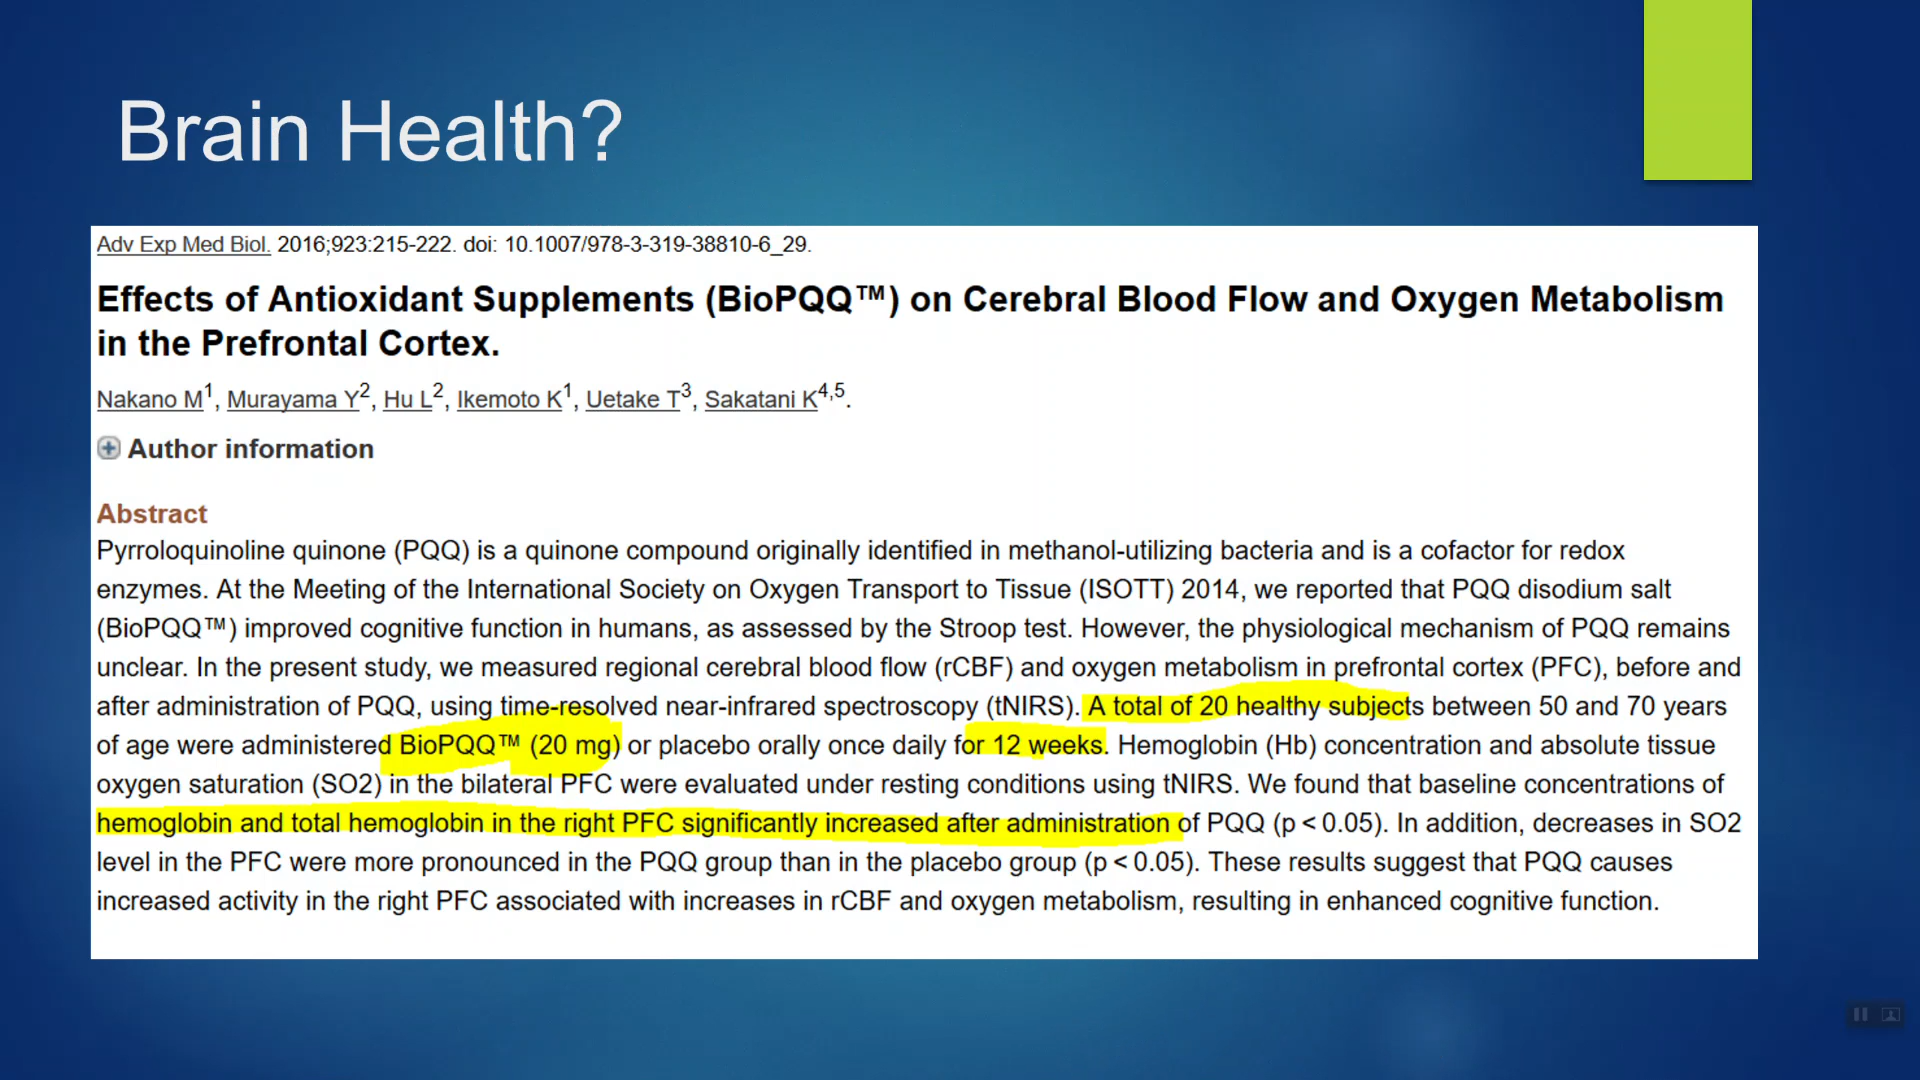 Brain Health?
Adv Exp Med Biol. 2016;923:215-222. doi: 10.1007/978-3-319-38810-6_29.
Effects of Antioxidant Supplements (BioPQQ™) on Cerebral Blood Flow and Oxygen Metabolism
in the Prefrontal Cortex.
Nakano M1, Murayama Y2, Hu L2, Ikemoto K1, Uetake T3, Sakatani K4,5.
Author information
Abstract
Pyrroloquinoline quinone (PQQ) is a quinone compound originally identified in methanol-utilizing bacteria and is a cofactor for redox
enzymes. At the Meeting of the International Society on Oxygen Transport to Tissue (ISOTT) 2014, we reported that PQQ disodium salt
(BioPQQ™) improved cognitive function in humans, as assessed by the Stroop test. However, the physiological mechanism of PQQ remains
unclear. In the present study, we measured regional cerebral blood flow (rCBF) and oxygen metabolism in prefrontal cortex (PFC), before and
after administration of PQQ, using time-resolved near-infrared spectroscopy (tNIRS). A total of 20 healthy subjects between 50 and 70 years
of age were administered BioPQQ™ (20 mg) or placebo orally once daily for 12 weeks. Hemoglobin (Hb) concentration and absolute tissue
oxygen saturation (SO2) in the bilateral PFC were evaluated under resting conditions using tNIRS. We found that baseline concentrations of
hemoglobin and total hemoglobin in the right PFC significantly increased after administration of PQQ (p < 0.05). In addition, decreases in SO2
level in the PFC were more pronounced in the PQQ group than in the placebo group (p < 0.05). These results suggest that PQQ causes
increased activity in the right PFC associated with increases in rCBF and oxygen metabolism, resulting in enhanced cognitive function.